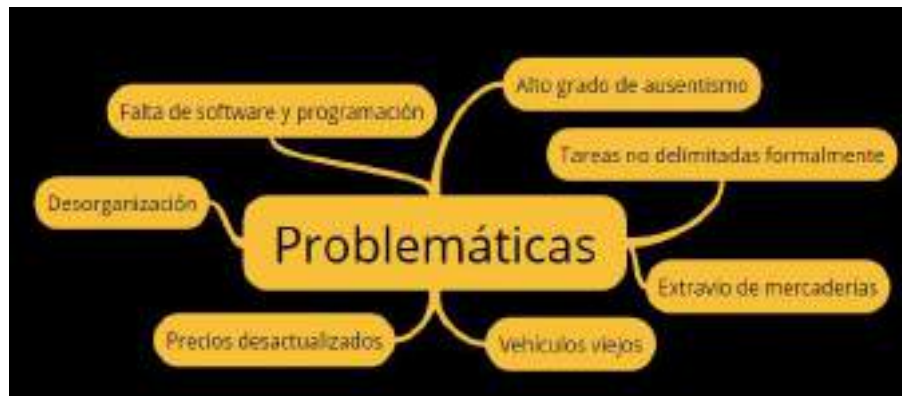 Alto grado de ausentismo
Falta de software y programación
Tareas no delimitadas formalmente
Desorganización
Problemáticas
Extravío de mercaderías
Precios desactualizados
Vehículos viejos